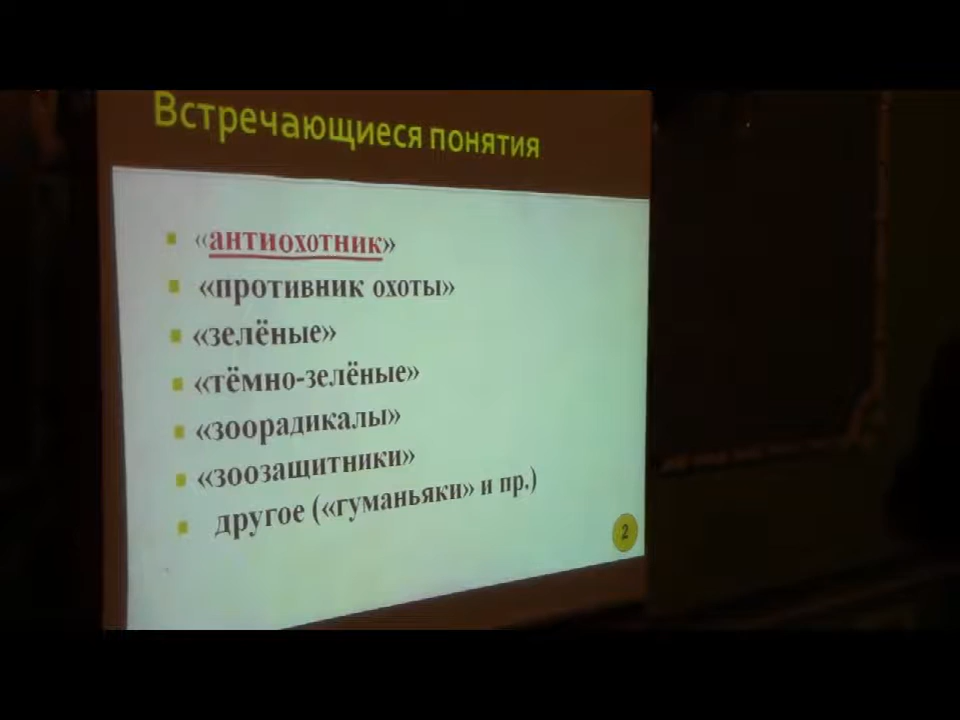 Встречающиеся понятия
«антиохотник»
«противник охоты»
«зелёные»
«тёмно-зелёные»
«зоорадикалы»
«зоозащитники»
другое («гуманьяки» и пр.)
2